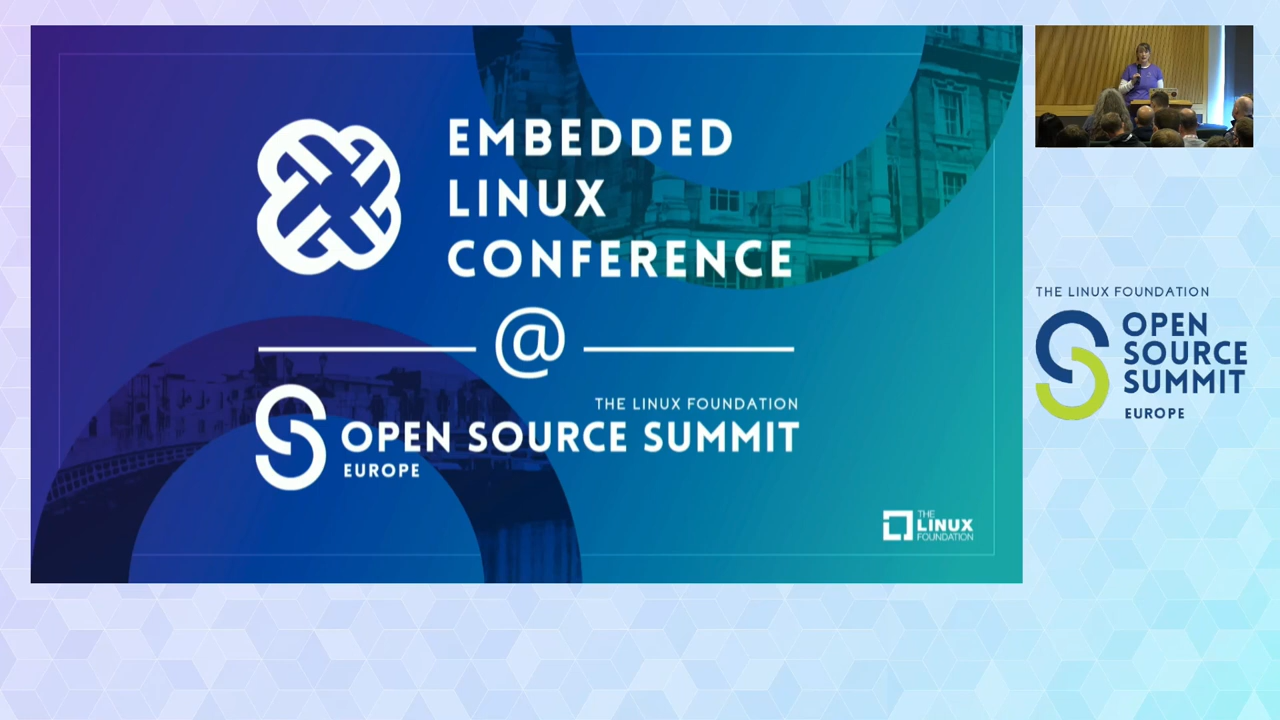 EMBEDDED
LINUX
CONFERENCE
@
THE LINUX FOUNDATION
OPEN SOURCE SUMMIT
EUROPE
THE
LINUX
FOUNDATION
THE LINUX FOUNDATION
OPEN
SOURCE
SUMMIT
EUROPE